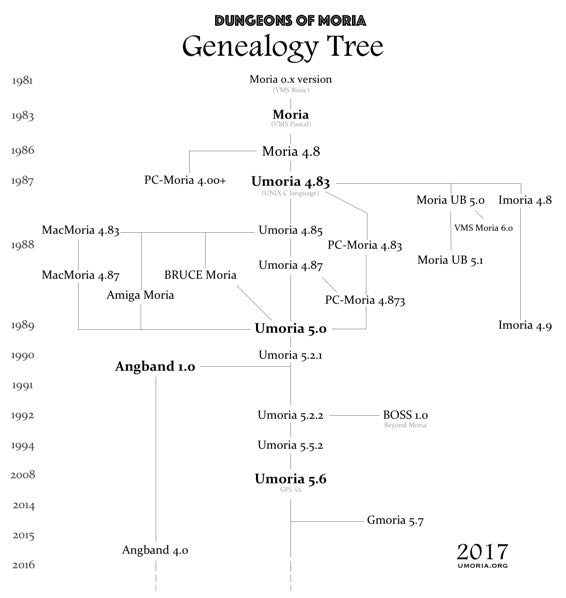 DUNGEONS OF MORIA
Genealogy Tree
1981
Moria 0.x version
(VMS Basic)
1983
Moria
(VMS Pascal)
1986
Moria 4.8
1987
PC-Moria 4.00+
Umoria 4.83
(UNIX C language)
Moria UB 5.0
Imoria 4.8
VMS Moria 6.0
MacMoria 4.83
Umoria 4.85
1988
PC-Moria 4.83
Moria UB 5.1
Umoria 4.87
MacMoria 4.87
BRUCE Moria
Amiga Moria
PC-Moria 4.873
1989
Umoria 5.0
Imoria 4.9
1990
Umoria 5.2.1
Angband 1.0
1991
1992
Umoria 5.2.2
BOSS 1.0
Beyond Moria
1994
Umoria 5.5.2
2008
Umoria 5.6
GPL v2
2014
Gmoria 5.7
2015
Angband 4.0
2016
2017
UMORIA.ORG